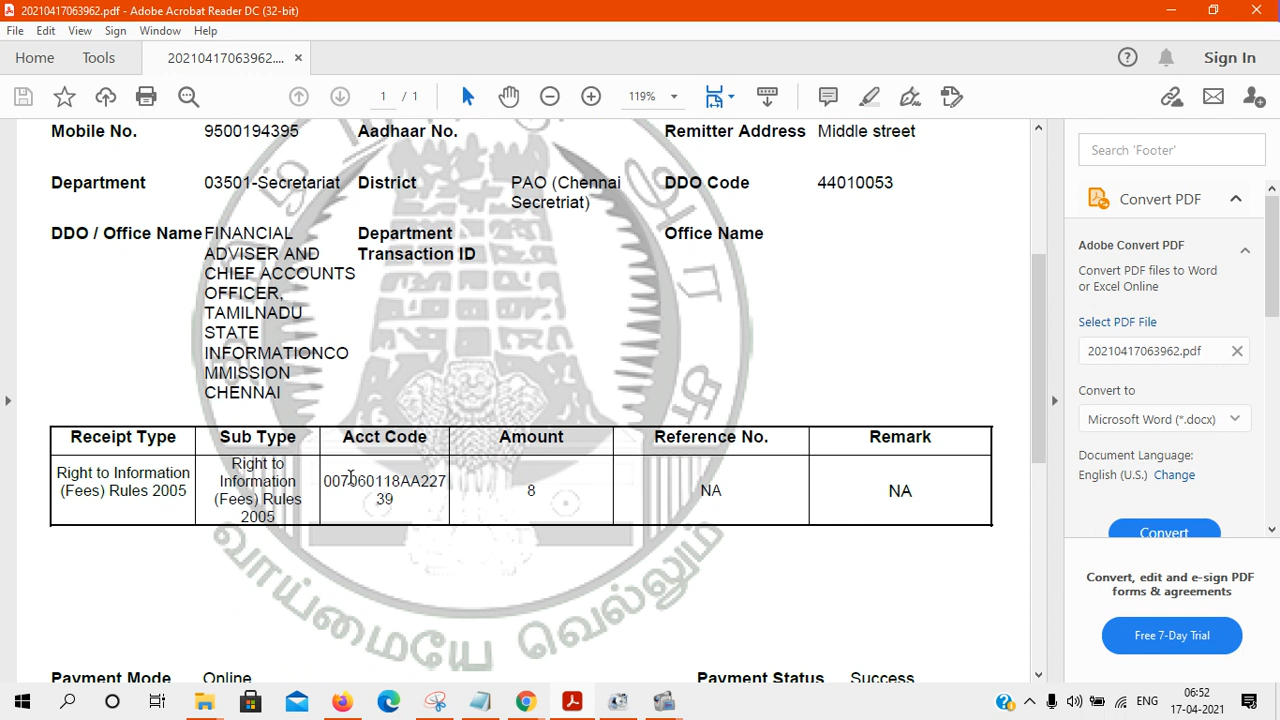 20210417063962.pdf - Adobe Acrobat Reader DC (32-bit)
File Edit View Sign Window Help
Home Tools 20210417063962.... × Sign In
1 / 1 119%
Mobile No. 9500194395 Aadhaar No. Remitter Address Middle street
Department 03501-Secretariat District PAO (Chennai DDO Code 44010053
Secretriat)
DDO / Office Name FINANCIAL Department Office Name
ADVISER AND Transaction ID
CHIEF ACCOUNTS
OFFICER,
TAMILNADU
STATE
INFORMATIONCO
MMISSION
CHENNAI
Receipt Type Sub Type Acct Code Amount Reference No. Remark
Right to Information
(Fees) Rules 2005
Right to
Information
(Fees) Rules
2005
007060118AA227
39
8
NA
NA
வாய்மையே வெல்லும்
Payment Mode Online Payment Status Success
Search 'Footer'
Convert PDF
Adobe Convert PDF
Convert PDF files to Word
or Excel Online
Select PDF File
20210417063962.pdf
Convert to
Microsoft Word (*.docx)
Document Language:
English (U.S.) Change
Convert
Convert, edit and e-sign PDF
forms & agreements
Free 7-Day Trial
ENG
06:52
17-04-2021